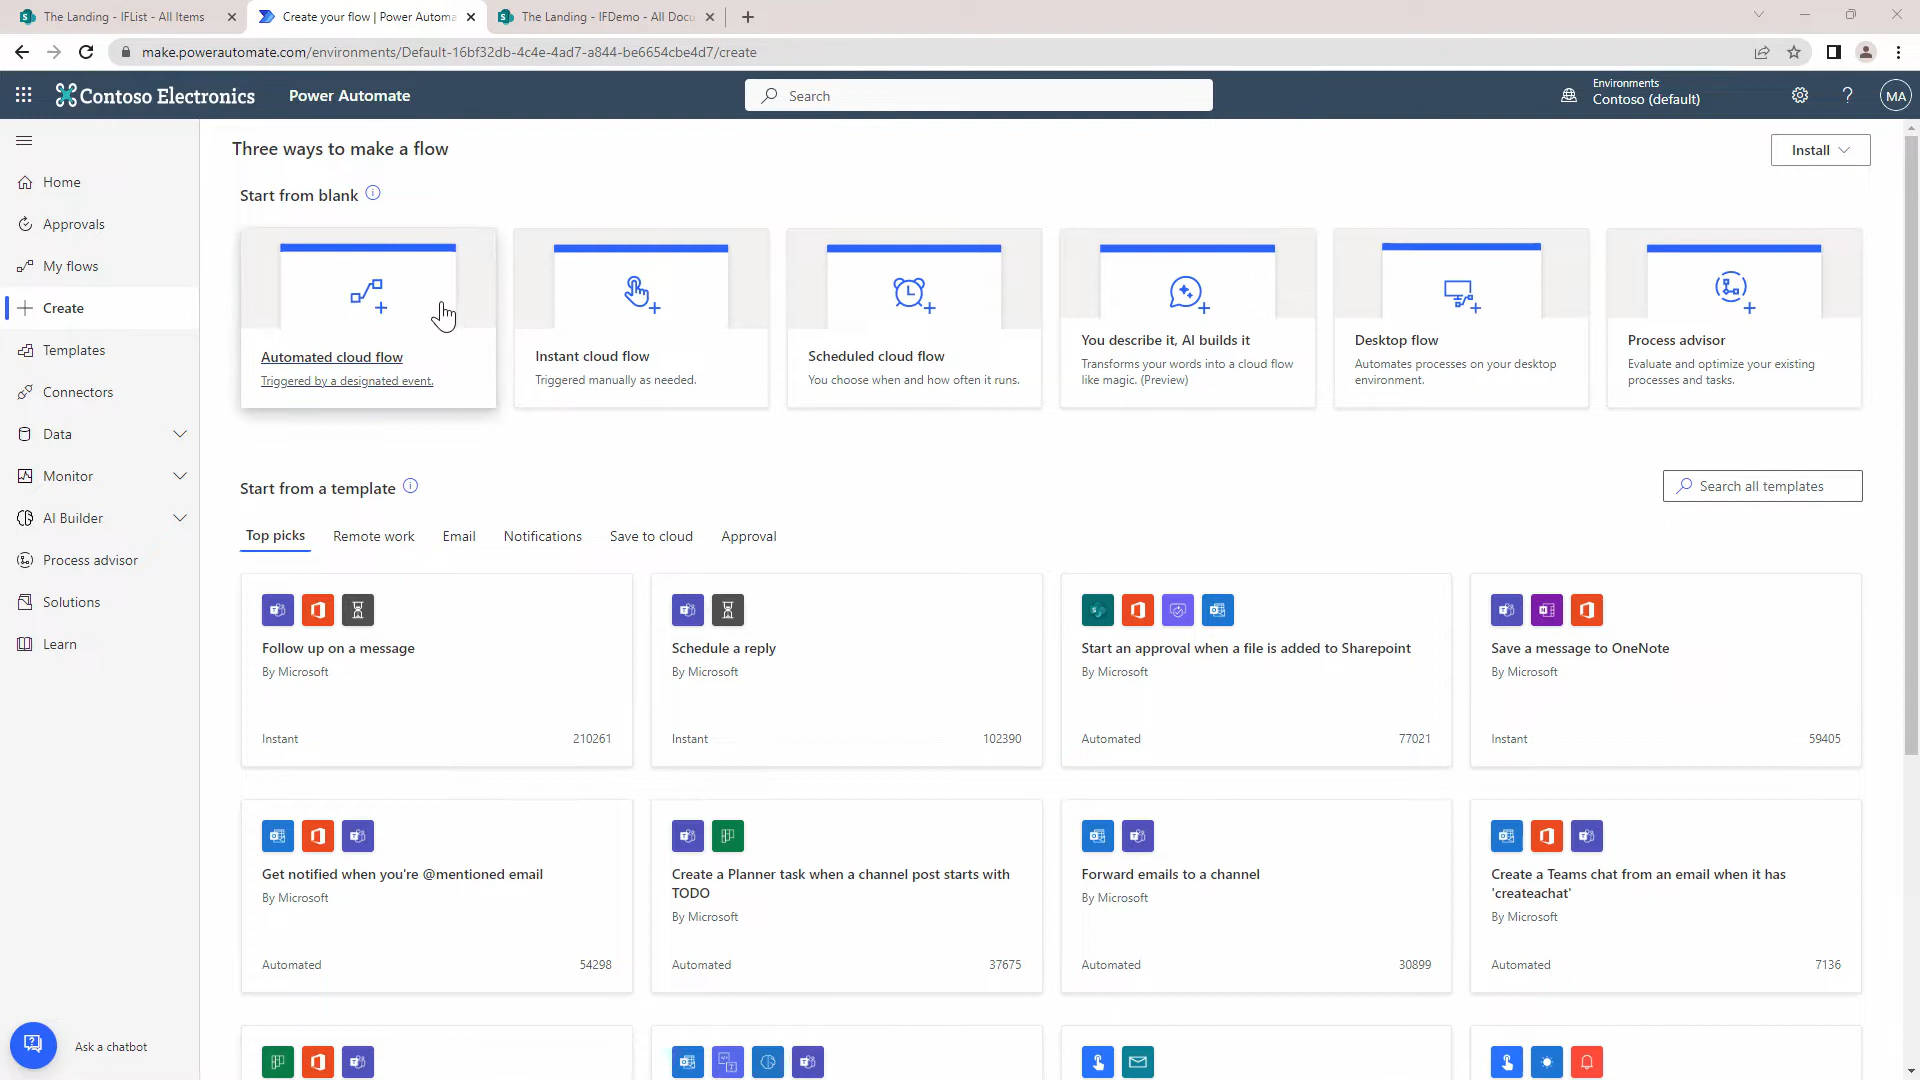 The Landing - IFList - All Items
Create your flow | Power Automa
The Landing - IFDemo - All Docu
make.powerautomate.com/environments/Default-16bf32db-4c4e-4ad7-a844-be6654cbe4d7/create
Contoso Electronics
Power Automate
Search
Environments
Contoso (default)
MA
Home
Approvals
My flows
Create
Templates
Connectors
Data
Monitor
AI Builder
Process advisor
Solutions
Learn
Ask a chatbot
Three ways to make a flow
Install
Start from blank
Automated cloud flow
Triggered by a designated event.
Instant cloud flow
Triggered manually as needed.
Scheduled cloud flow
You choose when and how often it runs.
You describe it, AI builds it
Transforms your words into a cloud flow
like magic. (Preview)
Desktop flow
Automates processes on your desktop
environment.
Process advisor
Evaluate and optimize your existing
processes and tasks.
Start from a template
Search all templates
Top picks
Remote work
Email
Notifications
Save to cloud
Approval
Follow up on a message
By Microsoft
Instant
210261
Schedule a reply
By Microsoft
Instant
102390
Start an approval when a file is added to Sharepoint
By Microsoft
Automated
77021
Save a message to OneNote
By Microsoft
Instant
59405
Get notified when you're @mentioned email
By Microsoft
Automated
54298
Create a Planner task when a channel post starts with
TODO
By Microsoft
Automated
37675
Forward emails to a channel
By Microsoft
Automated
30899
Create a Teams chat from an email when it has
'createachat'
By Microsoft
Automated
7136